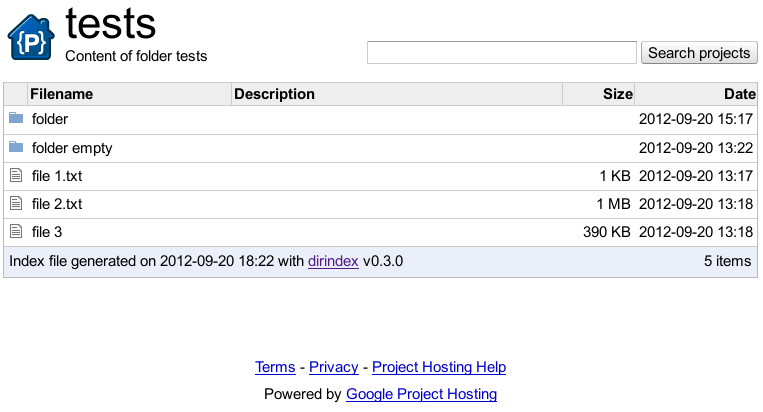 {P}
tests
Content of folder tests
Search projects
Filename Description Size Date
folder 2012-09-20 15:17
folder empty 2012-09-20 13:22
file 1.txt 1 KB 2012-09-20 13:17
file 2.txt 1 MB 2012-09-20 13:18
file 3 390 KB 2012-09-20 13:18
Index file generated on 2012-09-20 18:22 with dirindex v0.3.0 5 items
Terms - Privacy - Project Hosting Help
Powered by Google Project Hosting